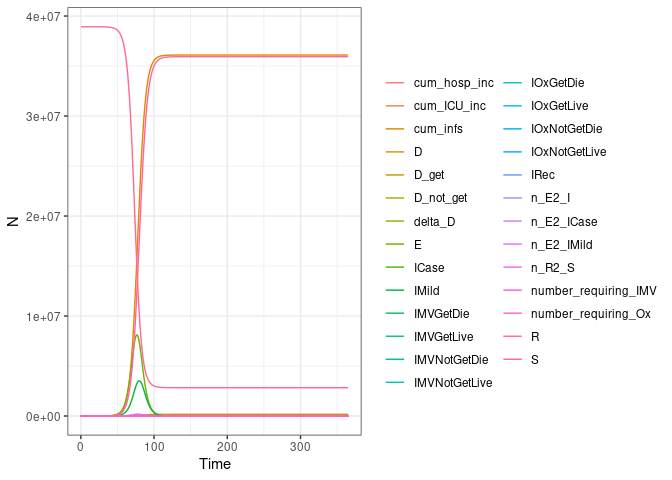 4e+07
3e+07
2e+07
1e+07
0e+00
N
0
100
200
300
Time
cum_hosp_inc
cum_ICU_inc
cum_infs
D
D_get
D_not_get
delta_D
E
ICase
IMild
IMVGetDie
IMVGetLive
IMVNotGetDie
IMVNotGetLive
IOxGetDie
IOxGetLive
IOxNotGetDie
IOxNotGetLive
IRec
n_E2_I
n_E2_ICase
n_E2_IMild
n_R2_S
number_requiring_IMV
number_requiring_Ox
R
S